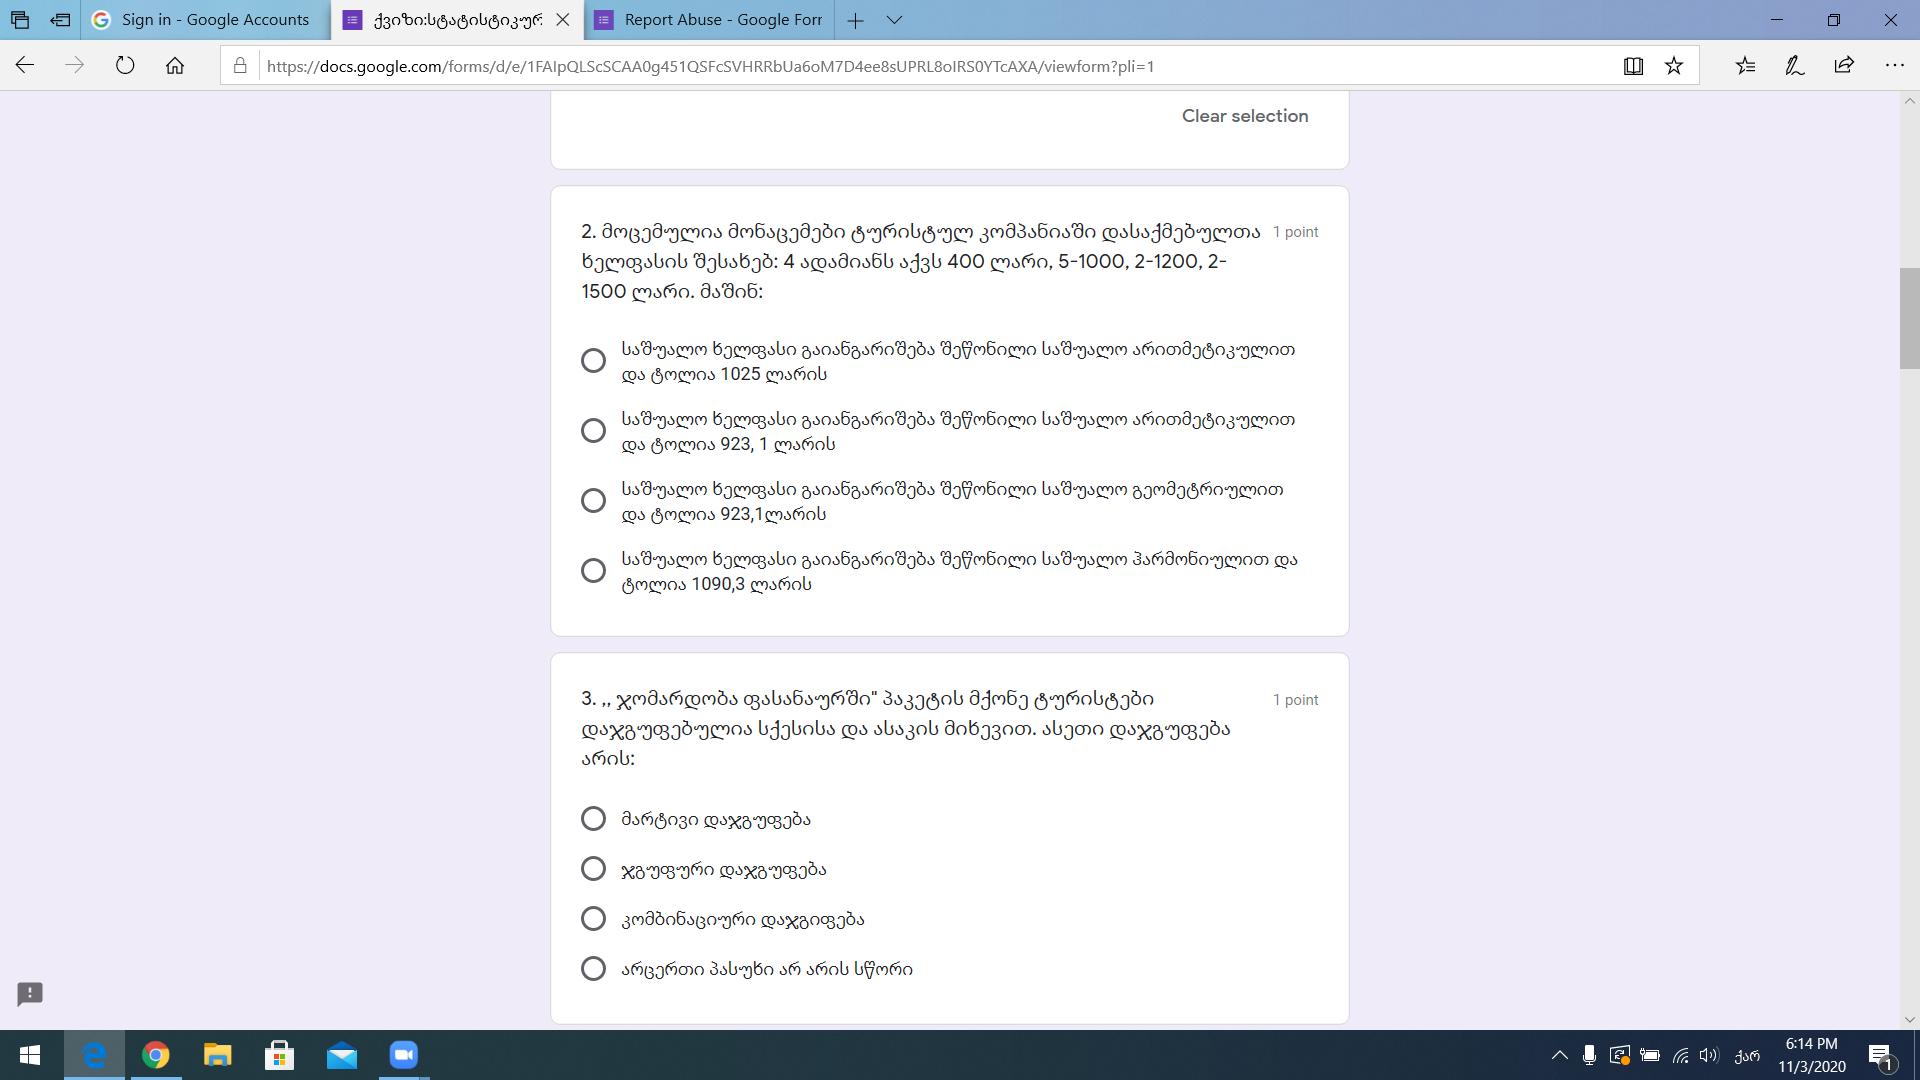 Sign in - Google Accounts
ქვიზი:სტატისტიკურ
Report Abuse - Google Forr
https://docs.google.com/forms/d/e/1FAIpQLScSCAA0g451QSFcSVHRRbUa6oM7D4ee8sUPRL8oIRS0YTcAXA/viewform?pli=1
Clear selection
2. მოცემულია მონაცემები ტურისტულ კომპანიაში დასაქმებულთა 1 point
ხელფასის შესახებ: 4 ადამიანს აქვს 400 ლარი, 5-1000, 2-1200, 2-
1500 ლარი. მაშინ:
საშუალო ხელფასი გაიანგარიშება შეწონილი საშუალო არითმეტიკულით
და ტოლია 1025 ლარის
საშუალო ხელფასი გაიანგარიშება შეწონილი საშუალო არითმეტიკულით
და ტოლია 923, 1 ლარის
საშუალო ხელფასი გაიანგარიშება შეწონილი საშუალო გეომეტრიულით
და ტოლია 923,1ლარის
საშუალო ხელფასი გაიანგარიშება შეწონილი საშუალო ჰარმონიულით და
ტოლია 1090,3 ლარის
3. ,, ჯომარდობა ფასანაურში" პაკეტის მქონე ტურისტები 1 point
დაჯგუფებულია სქესისა და ასაკის მიხევით. ასეთი დაჯგუფება
არის:
მარტივი დაჯგუფება
ჯგუფური დაჯგუფება
კომბინაციური დაჯგიფება
არცერთი პასუხი არ არის სწორი
ქარ
6:14 PM
11/3/2020
1